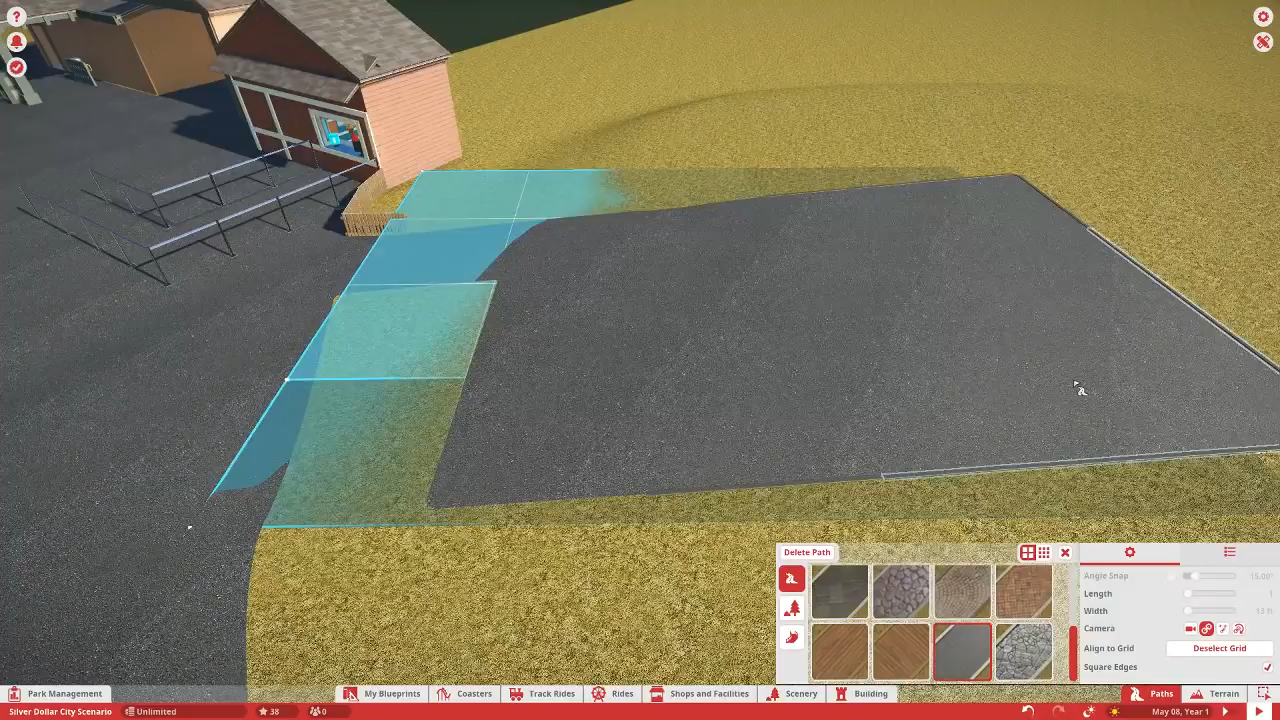 Delete Path
Angle Snap 15.00°
Length 1
Width 13 ft
Camera
Align to Grid Deselect Grid
Square Edges
Park Management My Blueprints Coasters Track Rides Rides Shops and Facilities Scenery Building Paths Terrain
Silver Dollar City Scenario Unlimited 38 0 May 08, Year 1